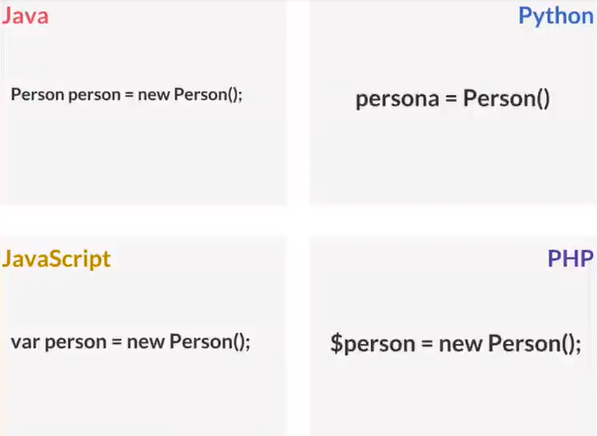 Java
Person person = new Person();
Python
persona = Person()
JavaScript
var person = new Person();
PHP
$person = new Person();